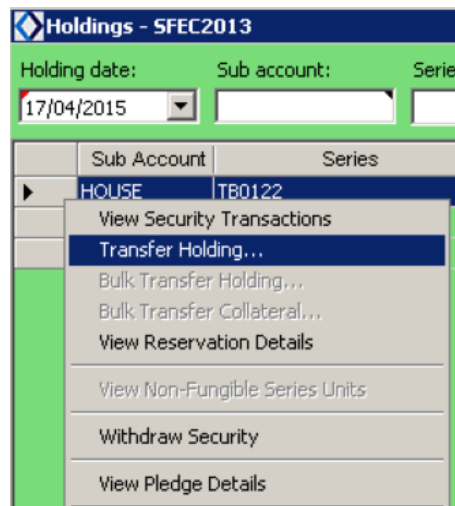 Holdings - SFEC2013
Holding date: Sub account: Serie
17/04/2015
Sub Account Series
HOUSE TB0122
View Security Transactions
Transfer Holding...
Bulk Transfer Holding...
Bulk Transfer Collateral...
View Reservation Details
View Non-Fungible Series Units
Withdraw Security
View Pledge Details